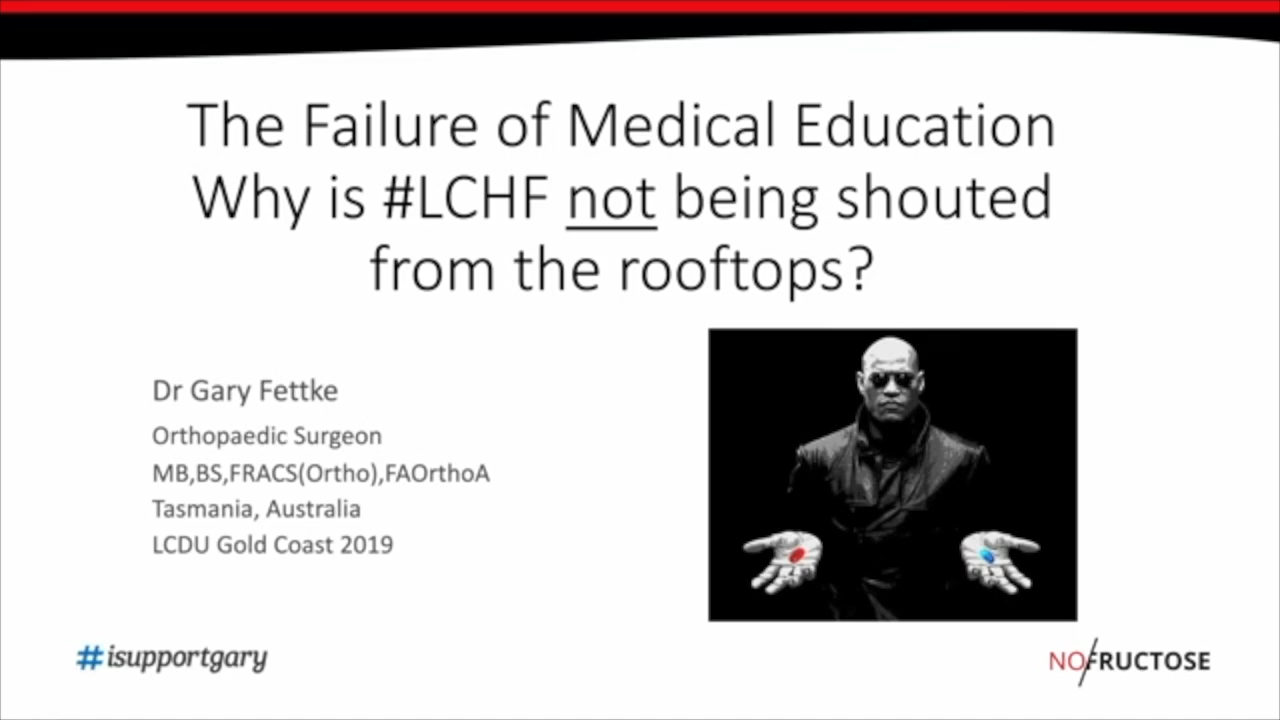 The Failure of Medical Education
Why is #LCHF not being shouted
from the rooftops?
Dr Gary Fettke
Orthopaedic Surgeon
MB,BS,FRACS(Ortho),FAOrthoA
Tasmania, Australia
LCDU Gold Coast 2019
#isupportgary
NOFRUCTOSE